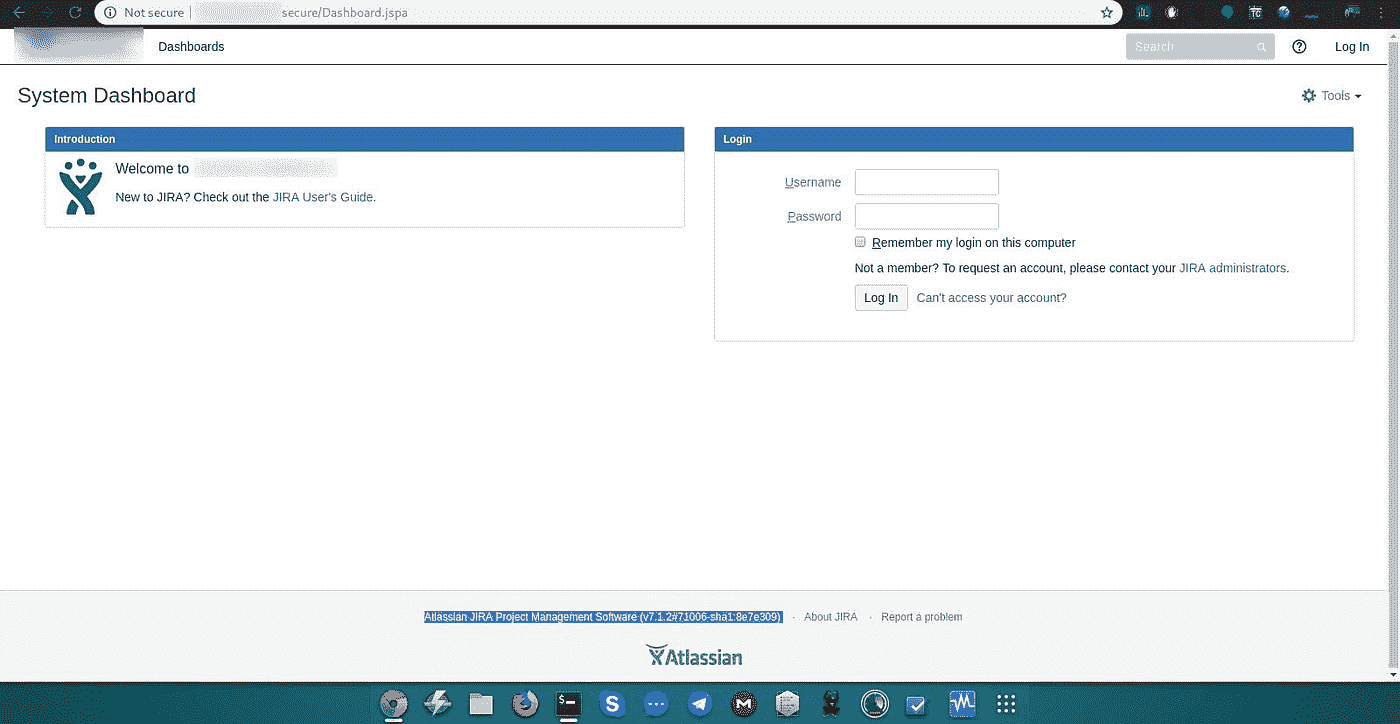 Not secure | secure/Dashboard.jspa
Dashboards
Search
Log In
System Dashboard
Tools
Introduction
Welcome to
New to JIRA? Check out the JIRA User's Guide.
Login
Username
Password
Remember my login on this computer
Not a member? To request an account, please contact your JIRA administrators.
Log In Can't access your account?
Atlassian JIRA Project Management Software (v7.1.2#71006-sha1:8e7e309) · About JIRA · Report a problem
Atlassian